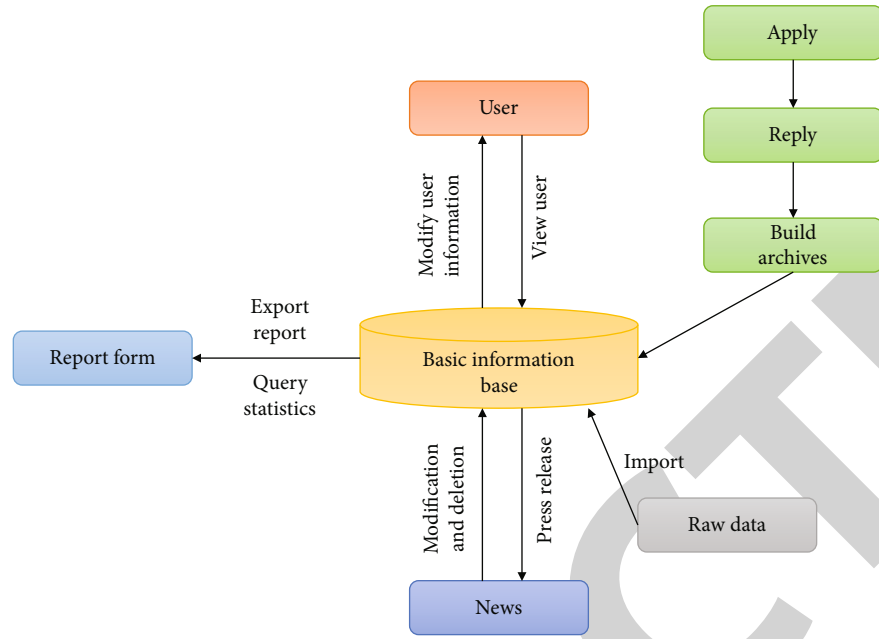 Apply
User
Reply
Modify user
information
View user
Build
archives
Export
report
Report form
Basic information
base
Query
statistics
Modification
and deletion
Press release
Import
Raw data
News